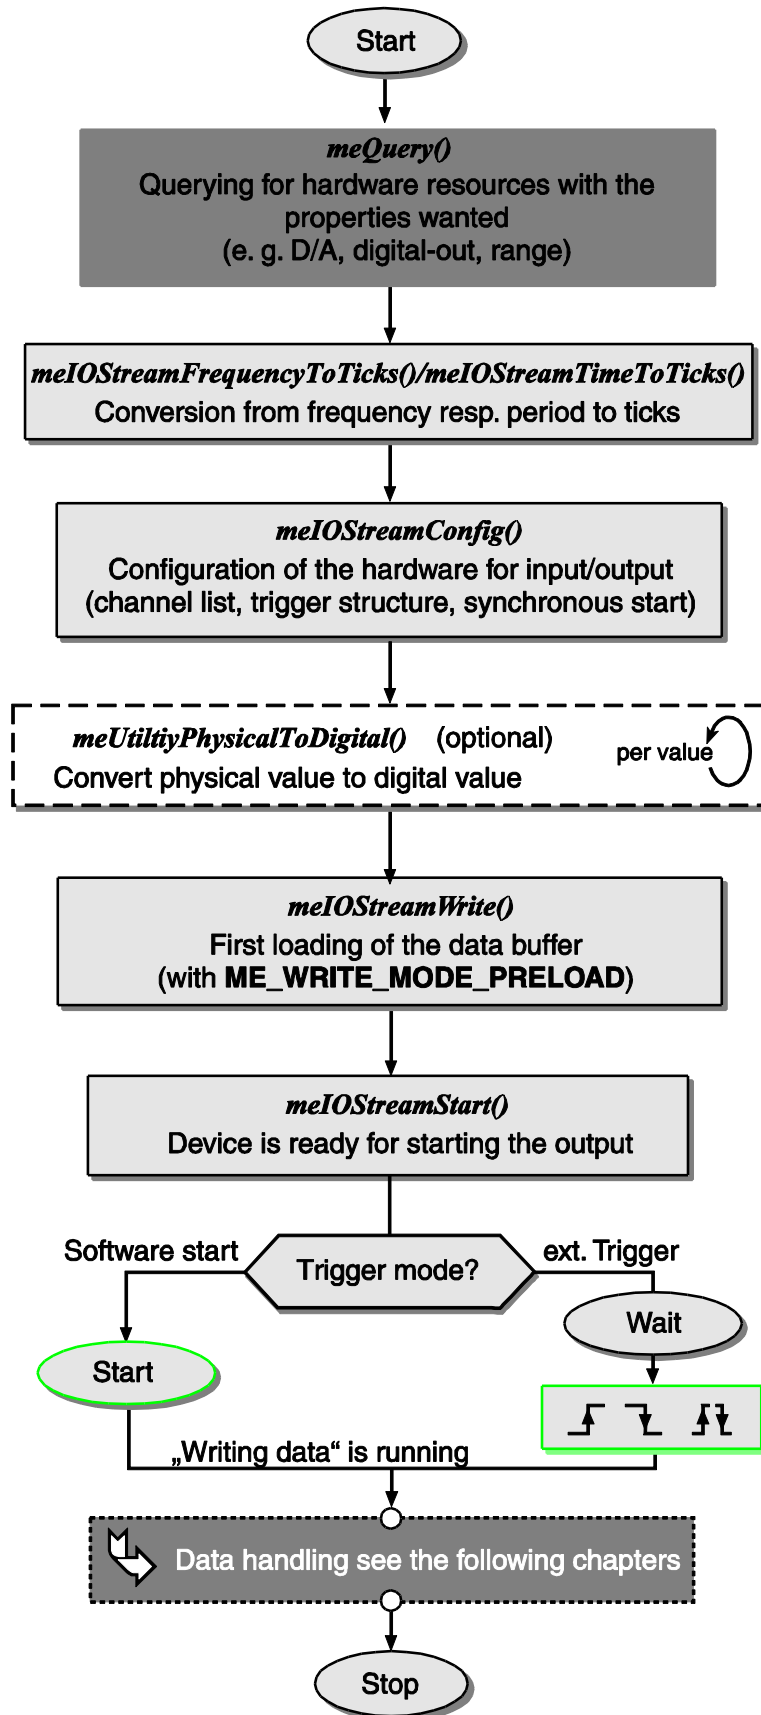 Start
meQuery()
Querying for hardware resources with the
properties wanted
(e. g. D/A, digital-out, range)
meIOStreamFrequencyToTicks()/meIOStreamTimeToTicks()
Conversion from frequency resp. period to ticks
meIOStreamConfig()
Configuration of the hardware for input/output
(channel list, trigger structure, synchronous start)
meUtiltiyPhysicalToDigital() (optional)
per value
Convert physical value to digital value
meIOStreamWrite()
First loading of the data buffer
(with ME_WRITE_MODE_PRELOAD)
meIOStreamStart()
Device is ready for starting the output
Software start
Trigger mode?
ext. Trigger
Wait
Start
„Writing data“ is running
Data handling see the following chapters
Stop